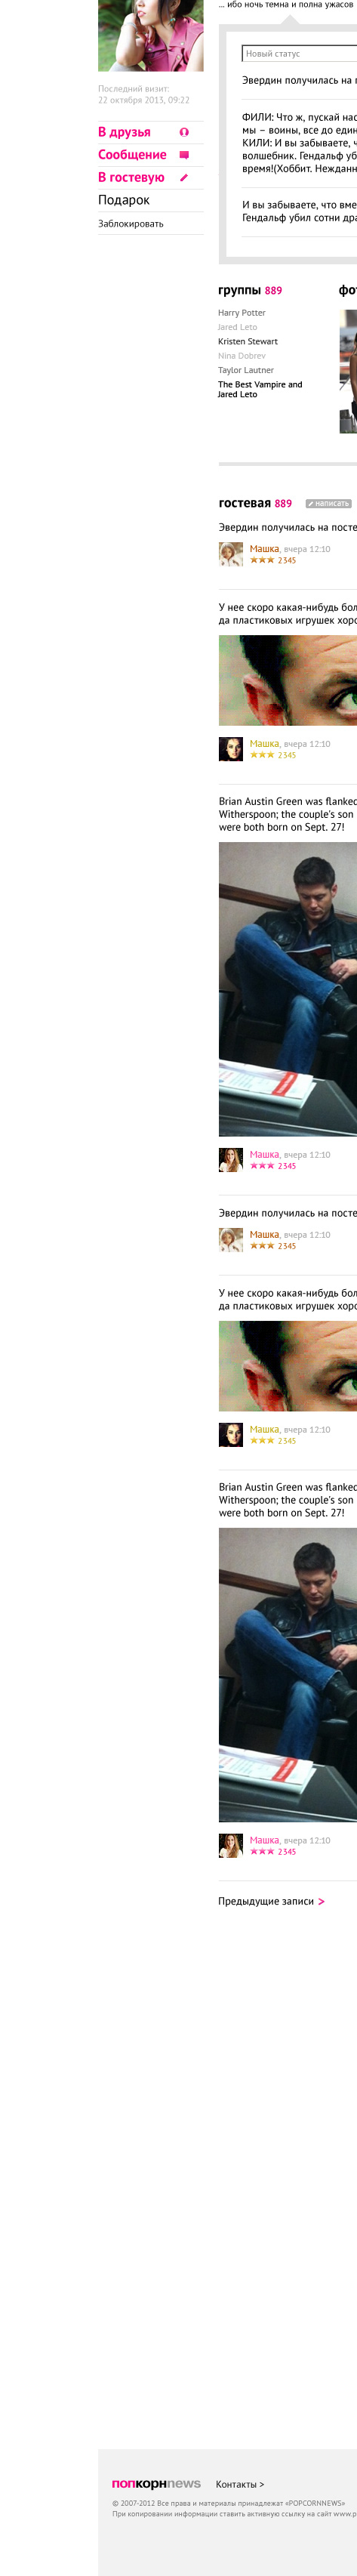 ... ибо ночь темна и полна ужасов
Последний визит:
22 октября 2013, 09:22
В друзья
Сообщение
В гостевую
Подарок
Заблокировать
Новый статус
Эвердин получилась на
ФИЛИ: Что ж, пускай нас
мы – воины, все до един
КИЛИ: И вы забываете, ч
волшебник. Гендальф уб
время!(Хоббит. Нежданн
И вы забываете, что вме
Гендальф убил сотни дра
группы 889
фот
Harry Potter
Jared Leto
Kristen Stewart
Nina Dobrev
Taylor Lautner
The Best Vampire and
Jared Leto
гостевая 889
написать
Эвердин получилась на посте
Машка, вчера 12:10
2345
У нее скоро какая-нибудь бол
да пластиковых игрушек хоро
Машка, вчера 12:10
2345
Brian Austin Green was flanked
Witherspoon; the couple's son
were both born on Sept. 27!
Машка, вчера 12:10
2345
Эвердин получилась на посте
Машка, вчера 12:10
2345
У нее скоро какая-нибудь бол
да пластиковых игрушек хоро
Машка, вчера 12:10
2345
Brian Austin Green was flanked
Witherspoon; the couple's son
were both born on Sept. 27!
Машка, вчера 12:10
2345
Предыдущие записи >
попкорнnews
Контакты >
© 2007-2012 Все права и материалы принадлежат «POPCORNNEWS»
При копировании информации ставить активную ссылку на сайт www.p